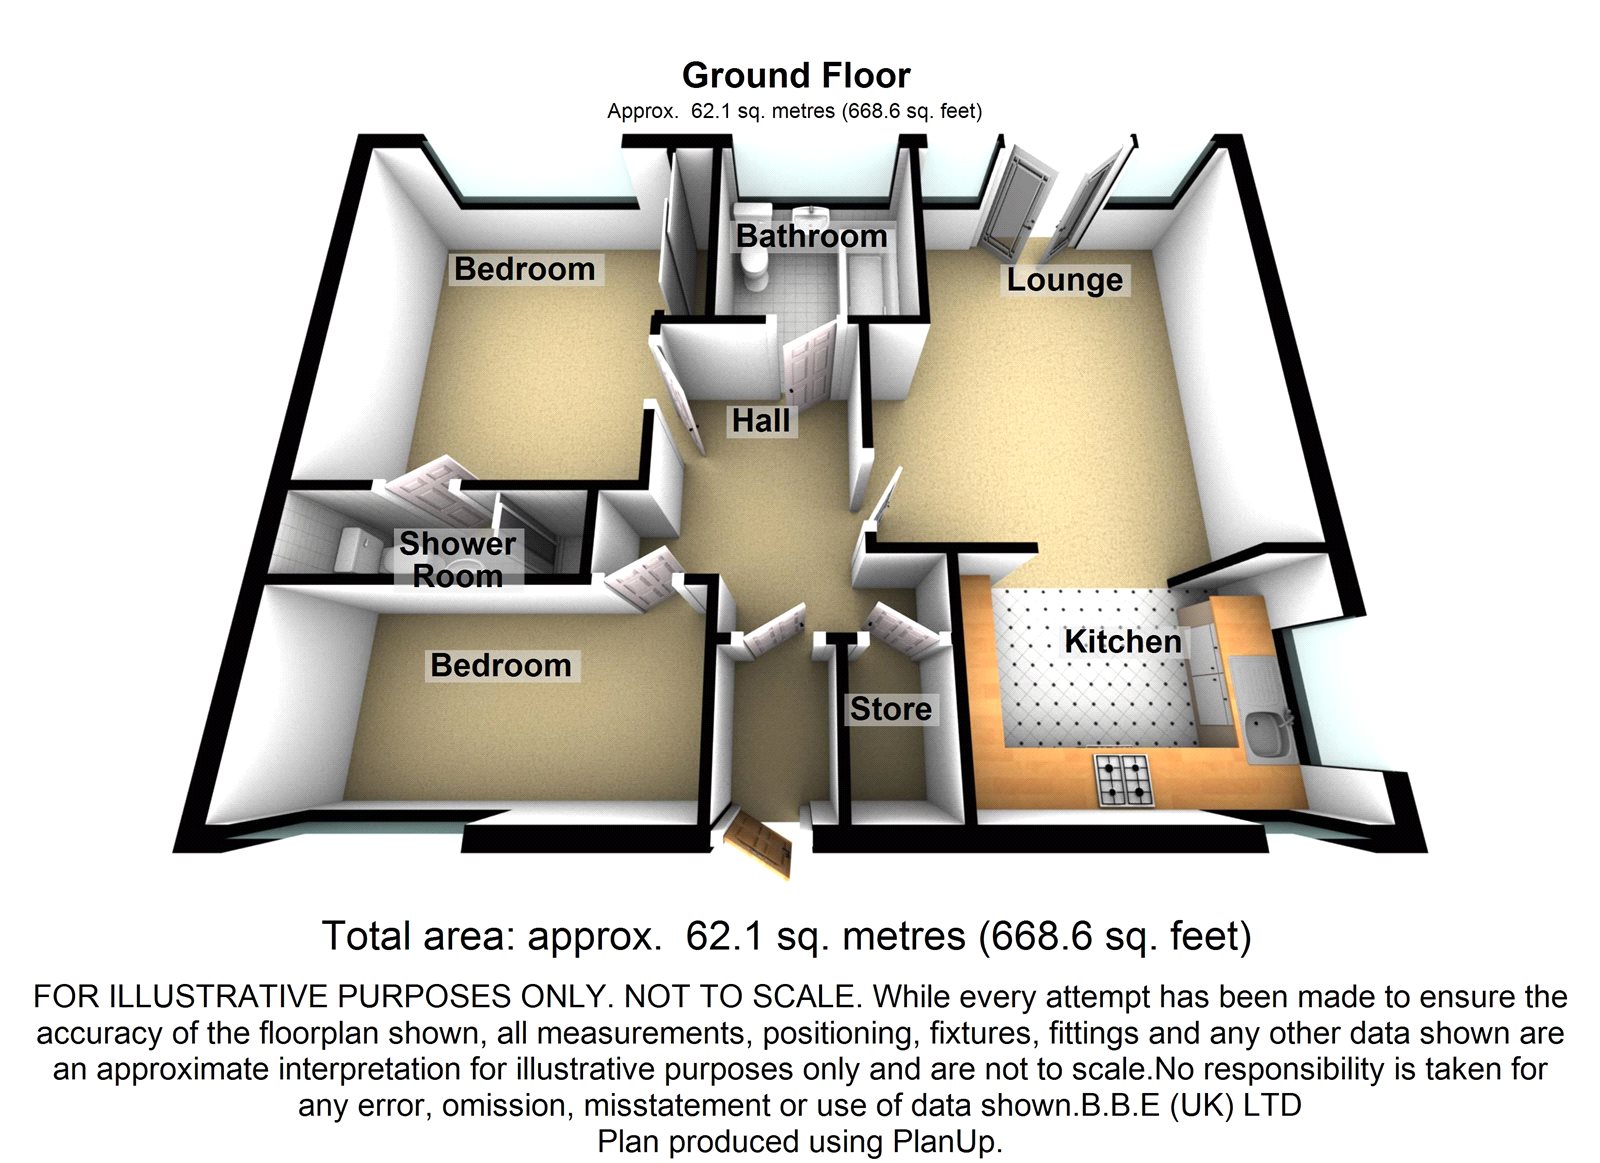 Ground Floor
Approx.  62.1 sq. metres (668.6 sq. feet)
Bathroom
Bedroom
Lounge
Hall
Shower
Room
Kitchen
Bedroom
Store
Total area: approx.  62.1 sq. metres (668.6 sq. feet)
FOR ILLUSTRATIVE PURPOSES ONLY. NOT TO SCALE. While every attempt has been made to ensure the
accuracy of the floorplan shown, all measurements, positioning, fixtures, fittings and any other data shown are
an approximate interpretation for illustrative purposes only and are not to scale.No responsibility is taken for
any error, omission, misstatement or use of data shown.B.B.E (UK) LTD
Plan produced using PlanUp.